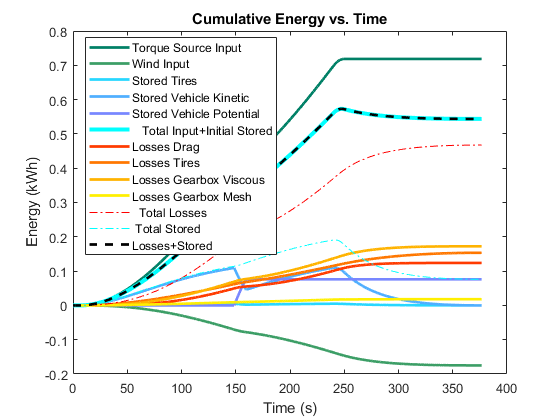 Cumulative Energy vs. Time
0.8
0.7
0.6
0.5
0.4
0.3
0.2
0.1
0
-0.1
-0.2
Energy (kWh)
Torque Source Input
Wind Input
Stored Tires
Stored Vehicle Kinetic
Stored Vehicle Potential
Total Input+Initial Stored
Losses Drag
Losses Tires
Losses Gearbox Viscous
Losses Gearbox Mesh
Total Losses
Total Stored
Losses+Stored
0 50 100 150 200 250 300 350 400
Time (s)